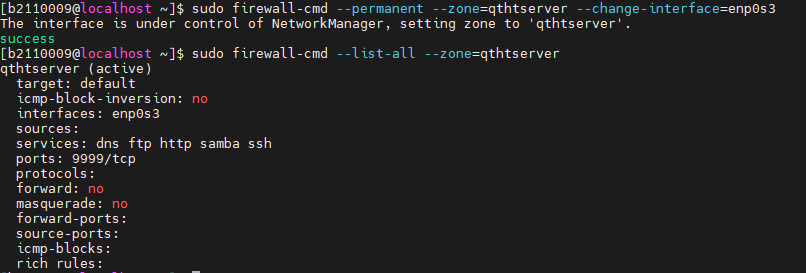 [b2110009@localhost ~]$ sudo firewall-cmd --permanent --zone=qthtserver --change-interface=enp0s3
The interface is under control of NetworkManager, setting zone to 'qthtserver'.
success
[b2110009@localhost ~]$ sudo firewall-cmd --list-all --zone=qthtserver
qthtserver (active)
  target: default
  icmp-block-inversion: no
  interfaces: enp0s3
  sources:
  services: dns ftp http samba ssh
  ports: 9999/tcp
  protocols:
  forward: no
  masquerade: no
  forward-ports:
  source-ports:
  icmp-blocks:
  rich rules: